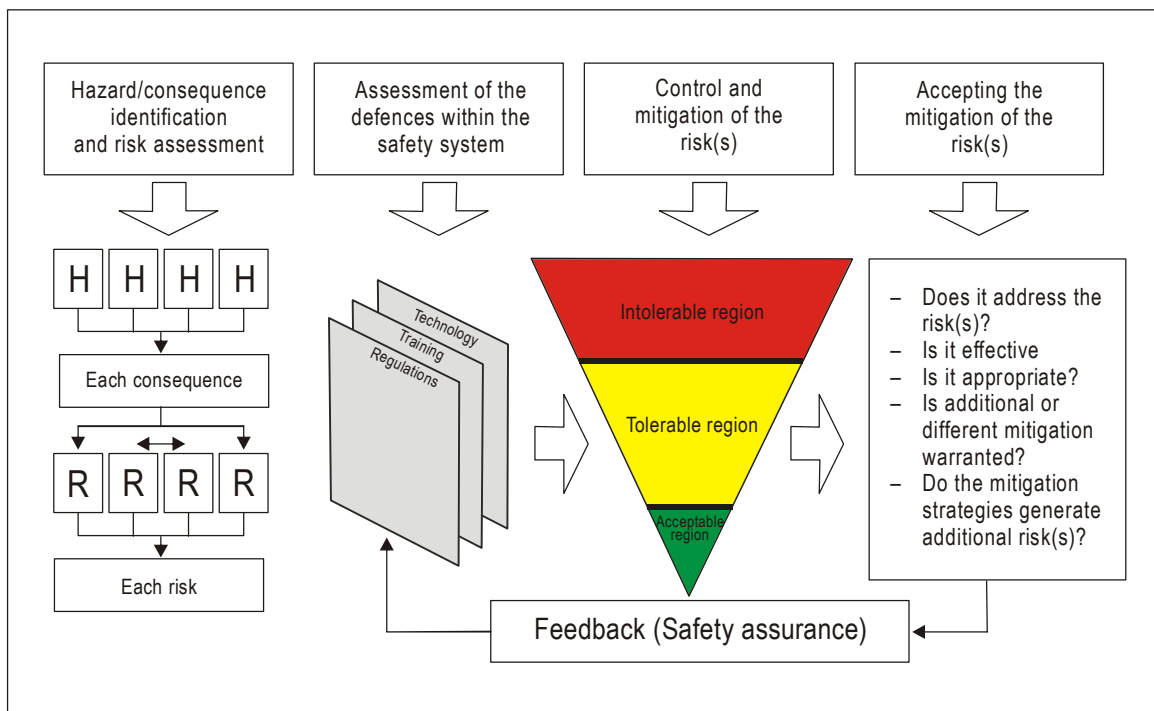 Hazard/consequence
identification
and risk assessment
Assessment of the
defences within the
safety system
Control and
mitigation of the
risk(s)
Accepting the
mitigation of the
risk(s)
H H H H
Each consequence
R R R R
Each risk
Technology
Training
Regulations
Intolerable region
Tolerable region
Acceptable
region
– Does it address the
risk(s)?
– Is it effective
– Is it appropriate?
– Is additional or
different mitigation
warranted?
– Do the mitigation
strategies generate
additional risk(s)?
Feedback (Safety assurance)